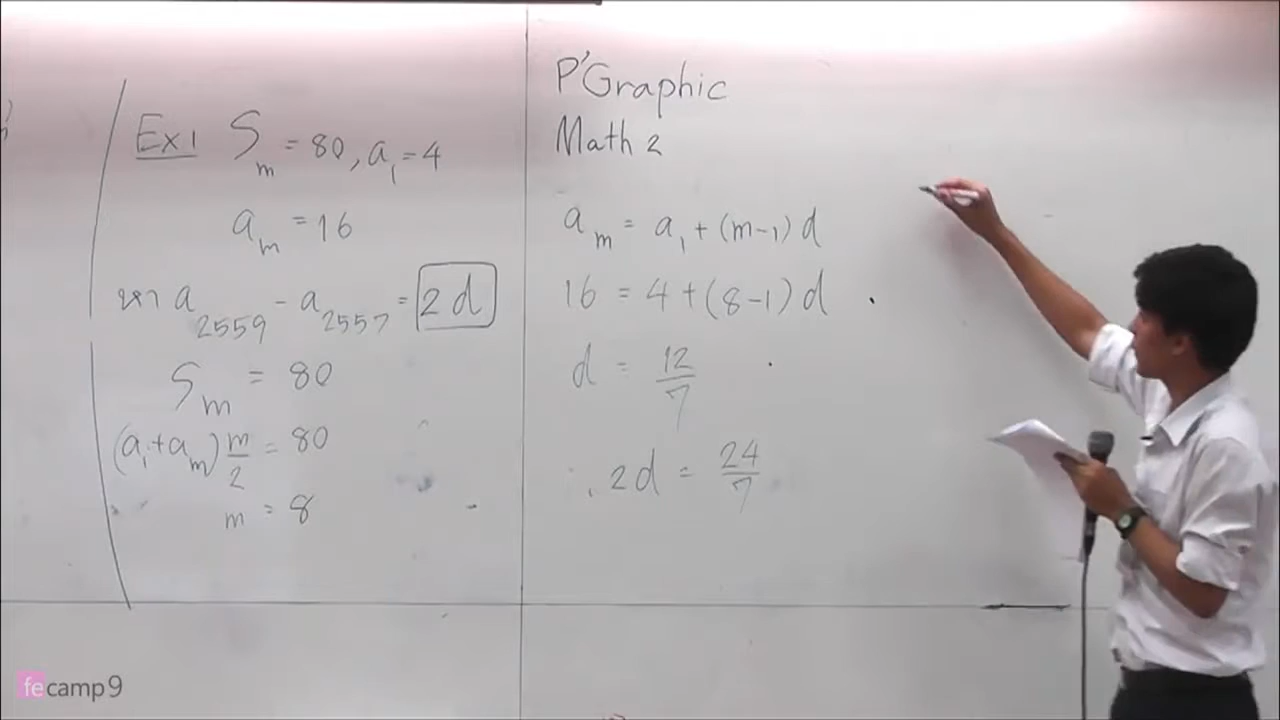 Ex1 Sₘ = 80, a₁ = 4
aₘ = 16
หา a₂₅₅₉ - a₂₅₅₇ = 2d
Sₘ = 80
(a₁+aₘ) m/2 = 80
m = 8
P'Graphic
Math 2
aₘ = a₁ + (m-1) d
16 = 4 + (8-1) d
d = 12/7
∴ 2d = 24/7
fecamp9